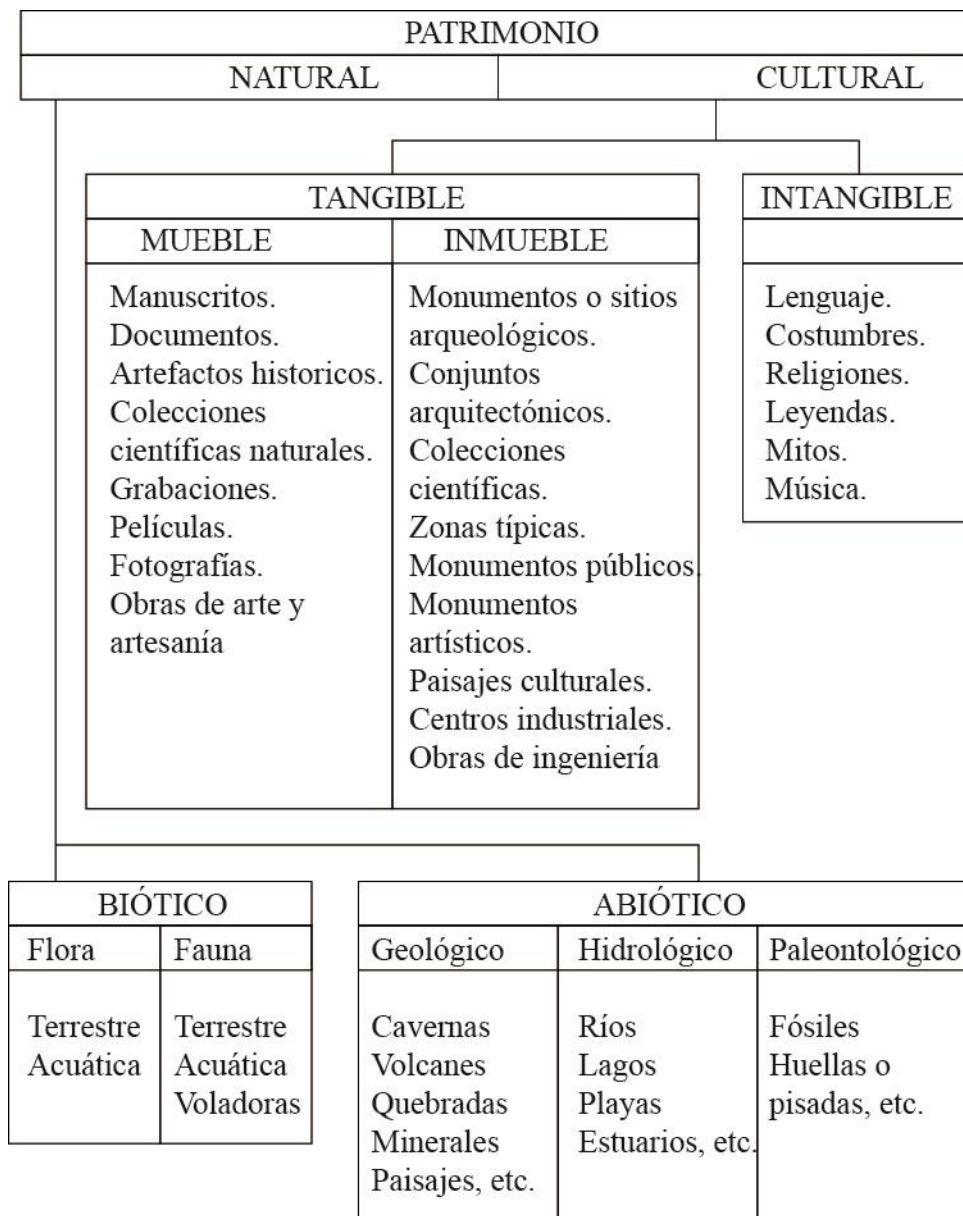 PATRIMONIO
NATURAL
CULTURAL
TANGIBLE
MUEBLE
INMUEBLE
Manuscritos.
Documentos.
Artefactos historicos.
Colecciones
científicas naturales.
Grabaciones.
Películas.
Fotografías.
Obras de arte y
artesanía
Monumentos o sitios
arqueológicos.
Conjuntos
arquitectónicos.
Colecciones
científicas.
Zonas típicas.
Monumentos públicos.
Monumentos
artísticos.
Paisajes culturales.
Centros industriales.
Obras de ingeniería
INTANGIBLE
Lenguaje.
Costumbres.
Religiones.
Leyendas.
Mitos.
Música.
BIÓTICO
Flora
Fauna
Terrestre
Acuática
Terrestre
Acuática
Voladoras
ABIÓTICO
Geológico
Hidrológico
Paleontológico
Cavernas
Volcanes
Quebradas
Minerales
Paisajes, etc.
Ríos
Lagos
Playas
Estuarios, etc.
Fósiles
Huellas o
pisadas, etc.